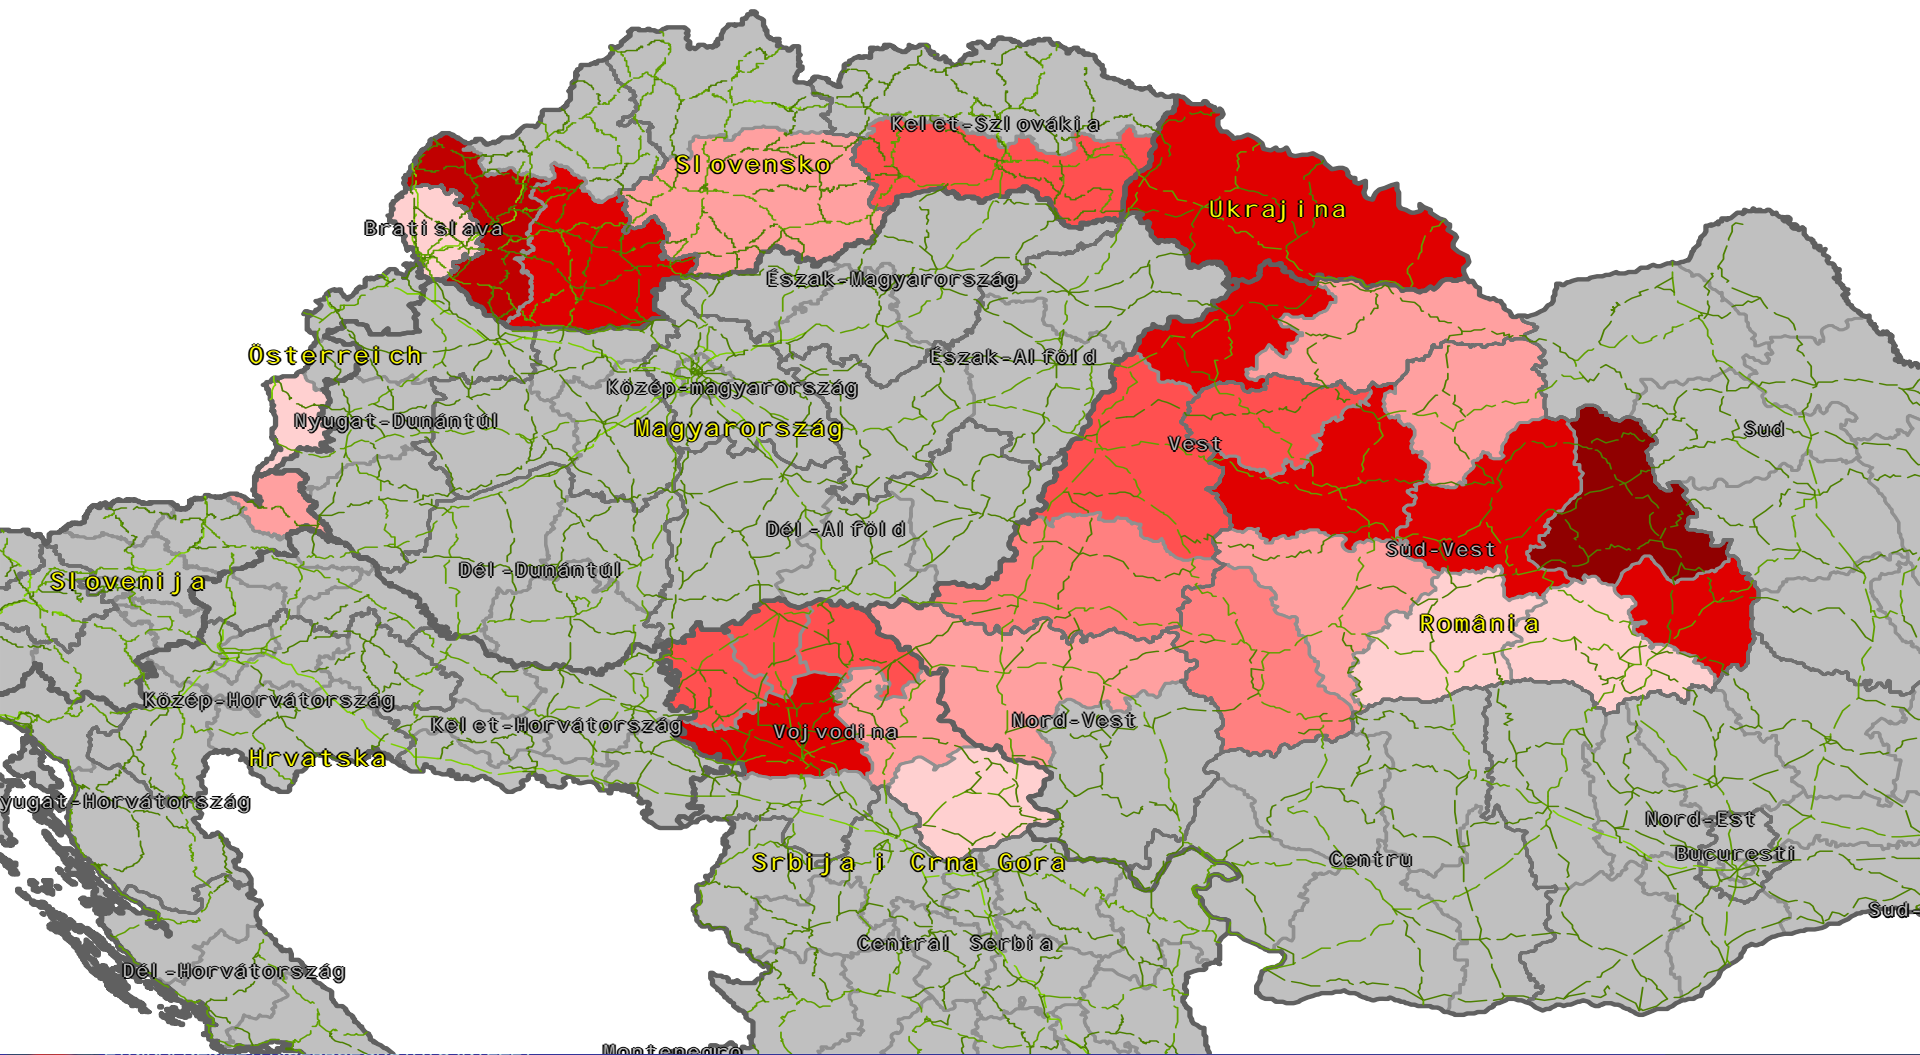 Kelet-Szlovákia
Slovensko
Ukrajina
Bratislava
Észak-Magyarország
Österreich
Észak-Alföld
Közép-magyarország
Nyugat-Dunántúl
Magyarország
Vest
Sud
Dél-Alföld
Sud-Vest
Dél-Dunántúl
Slovenija
România
Közép-Horvátország
Kelet-Horvátország
Nord-Vest
Vojvodina
Hrvatska
yugat-Horvátország
Nord-Est
Bucuresti
Centru
Srbija i Crna Gora
Sud-
Central Serbia
Dél-Horvátország
Montenegro